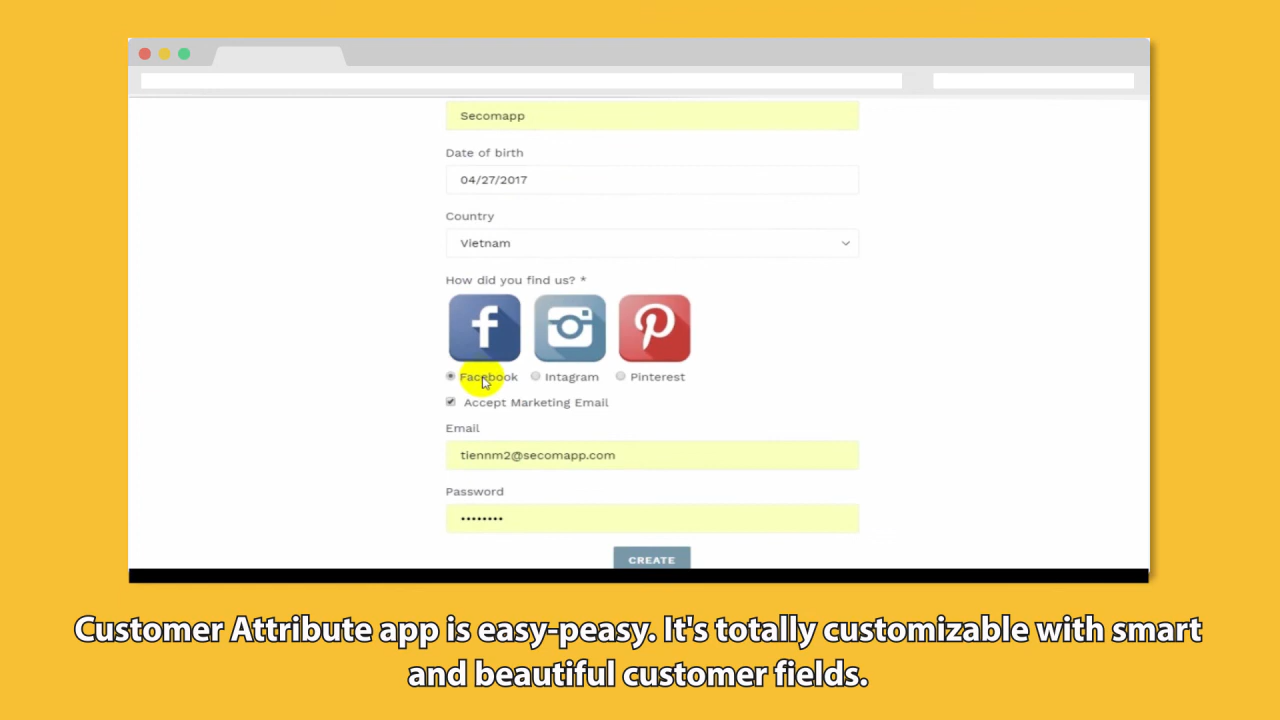 Secomapp
Date of birth
04/27/2017
Country
Vietnam
How did you find us? *
Facebook Intagram Pinterest
Accept Marketing Email
Email
tiennm2@secomapp.com
Password
••••••••
CREATE
Customer Attribute app is easy-peasy. It's totally customizable with smart
and beautiful customer fields.